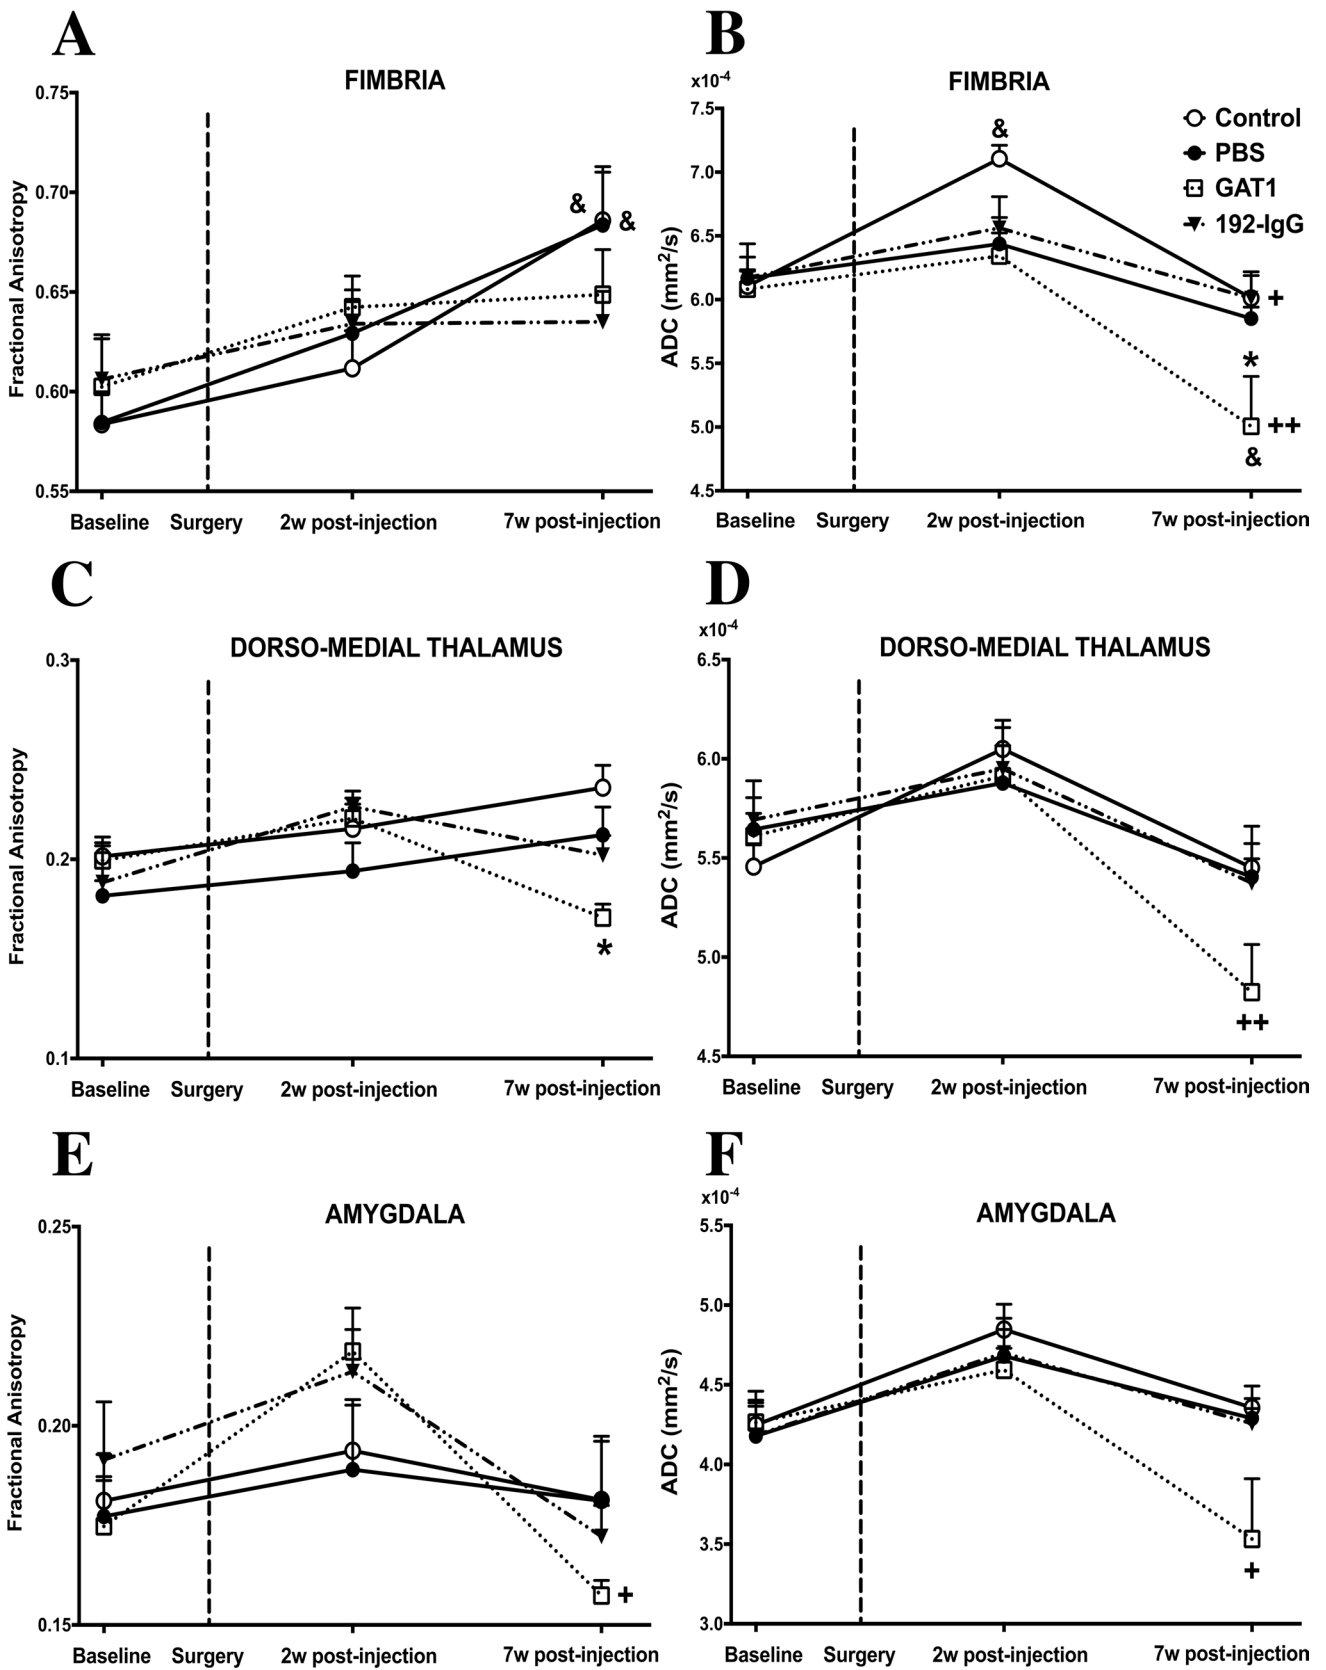 A
FIMBRIA
Fractional Anisotropy
0.75
0.70
0.65
0.60
0.55
& &
Baseline Surgery 2w post-injection 7w post-injection
B
x10-4
FIMBRIA
ADC (mm2/s)
7.5
7.0
6.5
6.0
5.5
5.0
4.5
Control
PBS
GAT1
192-IgG
&
+
*
++
&
Baseline Surgery 2w post-injection 7w post-injection
C
DORSO-MEDIAL THALAMUS
Fractional Anisotropy
0.3
0.2
0.1
*
Baseline Surgery 2w post-injection 7w post-injection
D
x10-4
DORSO-MEDIAL THALAMUS
ADC (mm2/s)
6.5
6.0
5.5
5.0
4.5
++
Baseline Surgery 2w post-injection 7w post-injection
E
AMYGDALA
Fractional Anisotropy
0.25
0.20
0.15
+
Baseline Surgery 2w post-injection 7w post-injection
F
x10-4
AMYGDALA
ADC (mm2/s)
5.5
5.0
4.5
4.0
3.5
3.0
+
Baseline Surgery 2w post-injection 7w post-injection